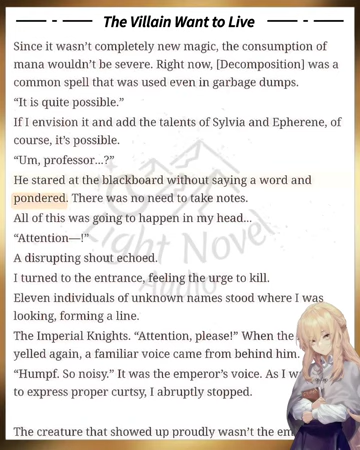 The Villain Want to Live
Since it wasn't completely new magic, the consumption of
mana wouldn't be severe. Right now, [Decomposition] was a
common spell that was used even in garbage dumps.
"It is quite possible."
If I envision it and add the talents of Sylvia and Epherene, of
course, it's possible.
"Um, professor...?"
He stared at the blackboard without saying a word and
pondered. There was no need to take notes.
All of this was going to happen in my head...
"Attention—!"
A disrupting shout echoed.
I turned to the entrance, feeling the urge to kill.
Eleven individuals of unknown names stood where I was
looking, forming a line.
The Imperial Knights. "Attention, please!" When the
yelled again, a familiar voice came from behind him.
"Humpf. So noisy." It was the emperor's voice. As I
to express proper curtsy, I abruptly stopped.
The creature that showed up proudly wasn't the
Light Novel
Audio